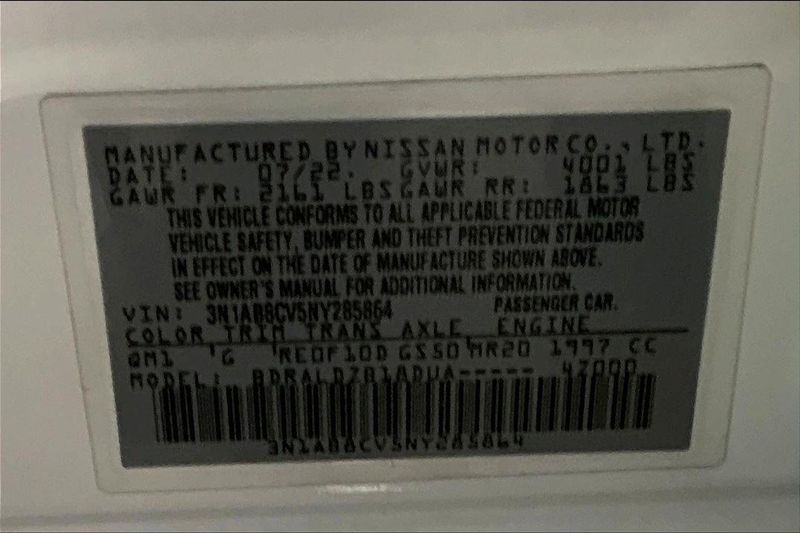 MANUFACTURED BY NISSAN MOTOR CO., LTD.
DATE: 07/22. GVWR: 4001 LBS
GAWR FR: 2161 LBS GAWR RR: 1863 LBS
THIS VEHICLE CONFORMS TO ALL APPLICABLE FEDERAL MOTOR
VEHICLE SAFETY, BUMPER AND THEFT PREVENTION STANDARDS
IN EFFECT ON THE DATE OF MANUFACTURE SHOWN ABOVE.
SEE OWNER'S MANUAL FOR ADDITIONAL INFORMATION.
VIN: 3N1AB8CV5NY285864 PASSENGER CAR.
COLOR TRIM TRANS AXLE ENGINE
QM1 G RE0F10D GS50 MR20 1997 CC
MODEL: BDRALDZB1ADUA----- 4Z000
3N1AB8CV5NY285864